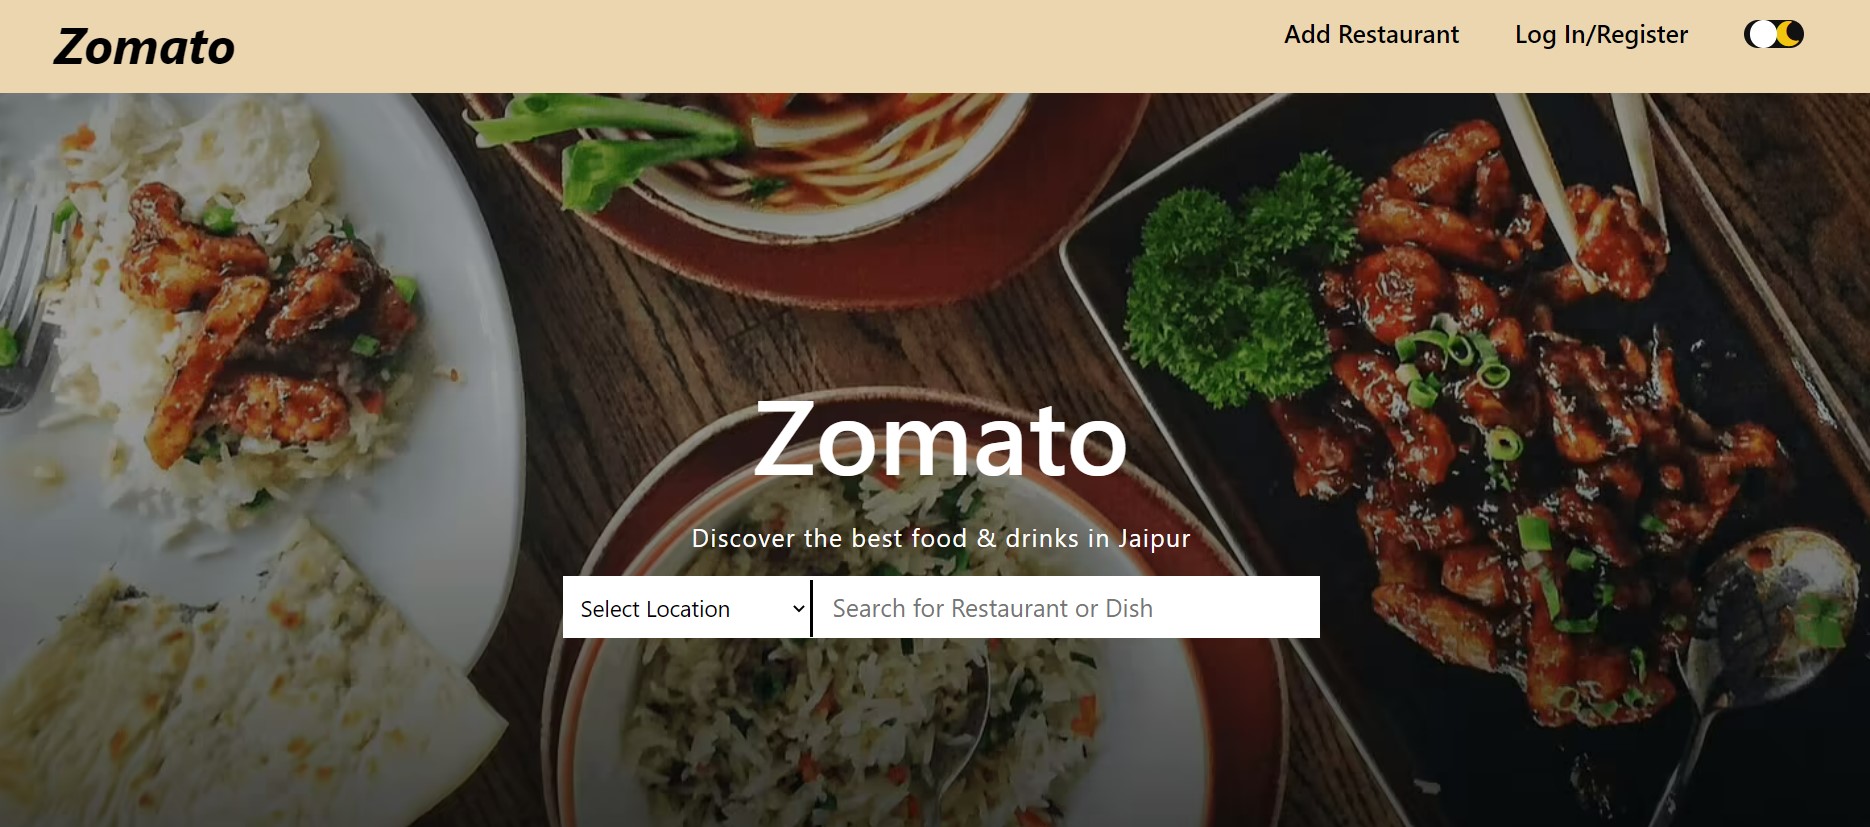 Zomato
Add Restaurant
Log In/Register
Zomato
Discover the best food & drinks in Jaipur
Select Location
Search for Restaurant or Dish